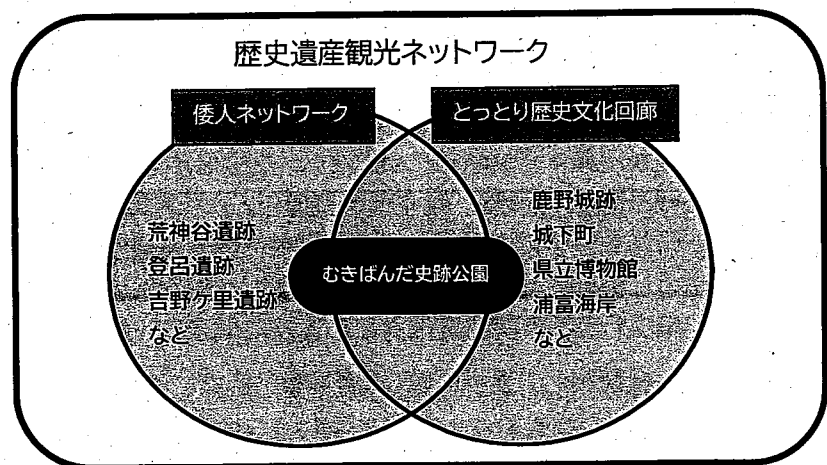 歴史遺産観光ネットワーク
倭人ネットワーク
とっとり歴史文化回廊
荒神谷遺跡
登呂遺跡
吉野ケ里遺跡
など
むきばんだ史跡公園
鹿野城跡
城下町
県立博物館
浦富海岸
など